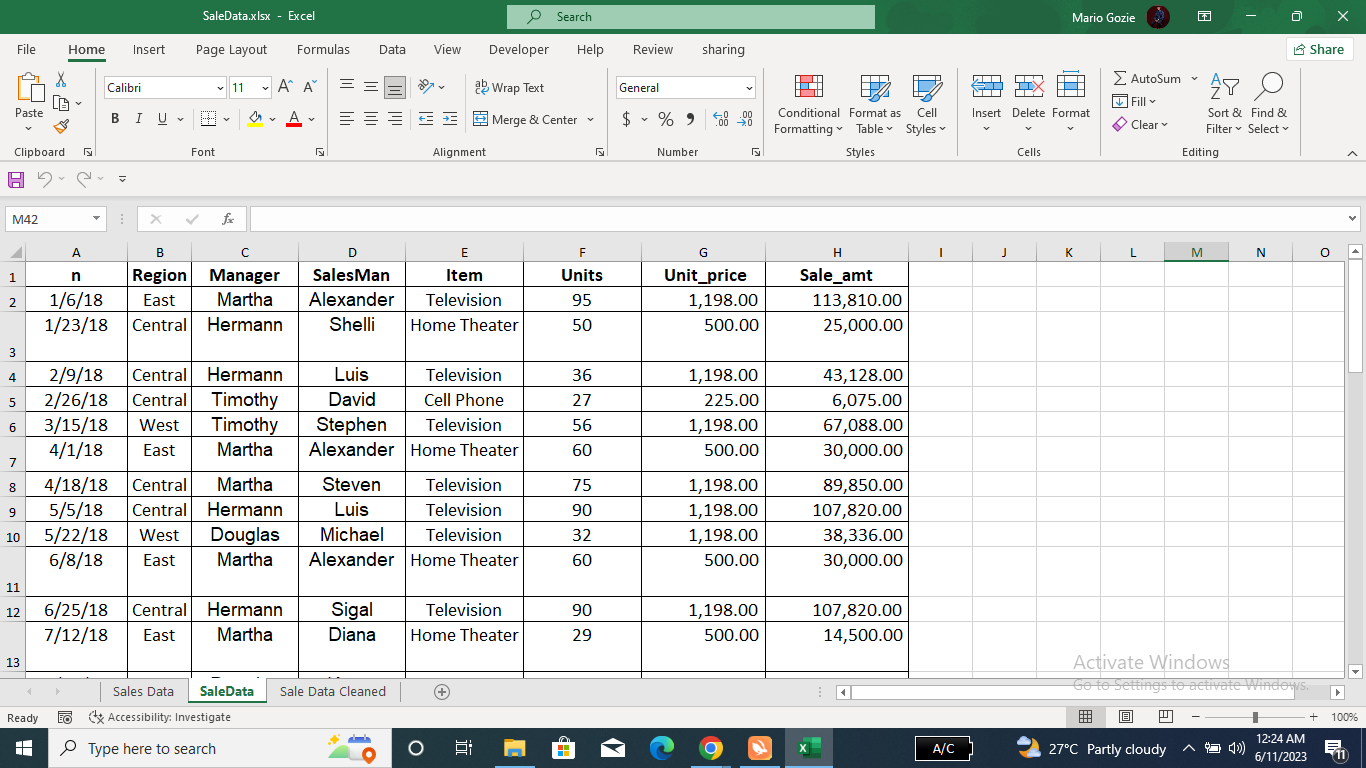 SaleData.xlsx - Excel
Search
Mario Gozie
File Home Insert Page Layout Formulas Data View Developer Help Review sharing
Share
Paste
Calibri 11
B I U
A A
Wrap Text
Merge & Center
General
$ % 9
Conditional Formatting
Format as Table
Cell Styles
Insert Delete Format
AutoSum
Fill
Clear
Sort & Filter
Find & Select
Clipboard Font Alignment Number Styles Cells Editing
M42 fx
A B C D E F G H I J K L M N O
1 n Region Manager SalesMan Item Units Unit_price Sale_amt
2 1/6/18 East Martha Alexander Television 95 1,198.00 113,810.00
3 1/23/18 Central Hermann Shelli Home Theater 50 500.00 25,000.00
4 2/9/18 Central Hermann Luis Television 36 1,198.00 43,128.00
5 2/26/18 Central Timothy David Cell Phone 27 225.00 6,075.00
6 3/15/18 West Timothy Stephen Television 56 1,198.00 67,088.00
7 4/1/18 East Martha Alexander Home Theater 60 500.00 30,000.00
8 4/18/18 Central Martha Steven Television 75 1,198.00 89,850.00
9 5/5/18 Central Hermann Luis Television 90 1,198.00 107,820.00
10 5/22/18 West Douglas Michael Television 32 1,198.00 38,336.00
11 6/8/18 East Martha Alexander Home Theater 60 500.00 30,000.00
12 6/25/18 Central Hermann Sigal Television 90 1,198.00 107,820.00
13 7/12/18 East Martha Diana Home Theater 29 500.00 14,500.00
Activate Windows
Go to Settings to activate Windows.
Sales Data SaleData Sale Data Cleaned
Ready Accessibility: Investigate 100%
Type here to search
A/C
27°C Partly cloudy
12:24 AM
6/11/2023
11